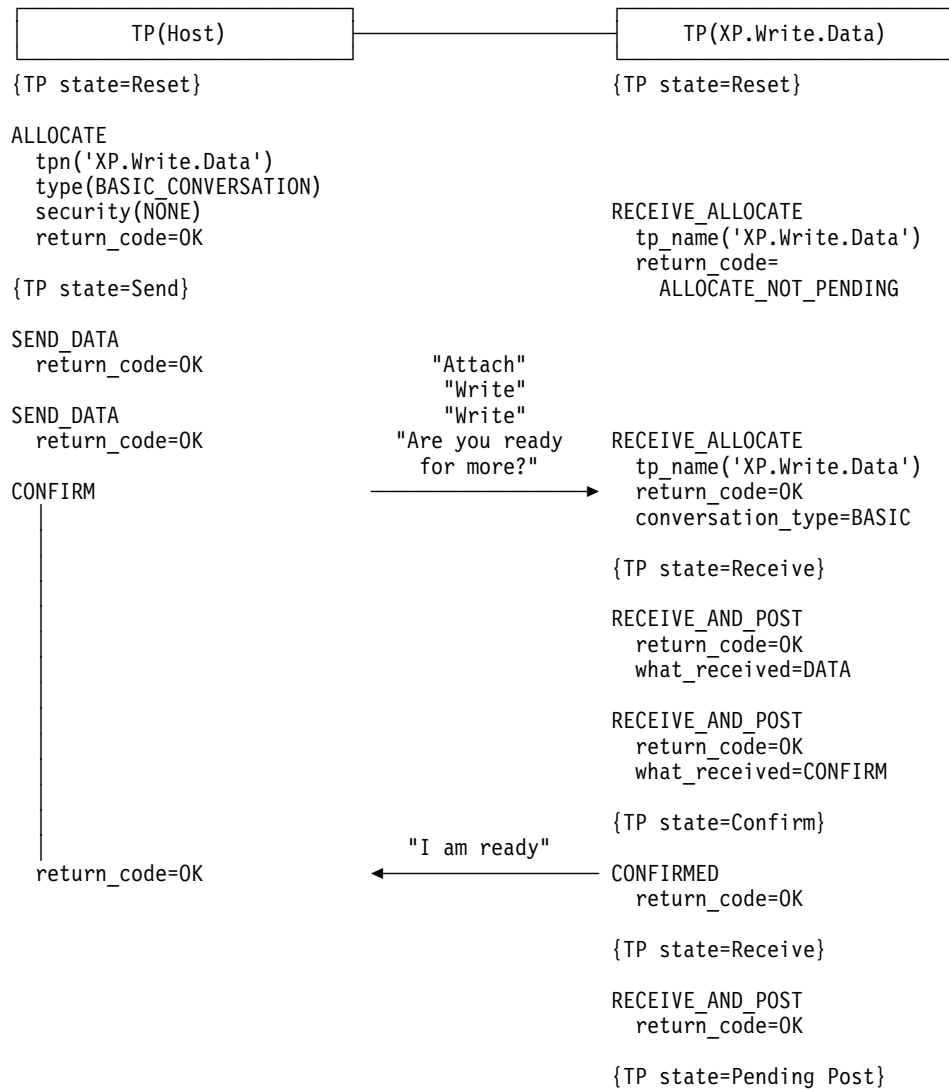 TP(Host)
TP(XP.Write.Data)
{TP state=Reset}
{TP state=Reset}
ALLOCATE
tpn('XP.Write.Data')
type(BASIC_CONVERSATION)
security(NONE)
return_code=OK
RECEIVE_ALLOCATE
tp_name('XP.Write.Data')
return_code=
ALLOCATE_NOT_PENDING
{TP state=Send}
SEND_DATA
return_code=OK
SEND_DATA
return_code=OK
CONFIRM
"Attach"
"Write"
"Write"
"Are you ready
for more?"
RECEIVE_ALLOCATE
tp_name('XP.Write.Data')
return_code=OK
conversation_type=BASIC
{TP state=Receive}
RECEIVE_AND_POST
return_code=OK
what_received=DATA
RECEIVE_AND_POST
return_code=OK
what_received=CONFIRM
{TP state=Confirm}
"I am ready"
return_code=OK
CONFIRMED
return_code=OK
{TP state=Receive}
RECEIVE_AND_POST
return_code=OK
{TP state=Pending Post}